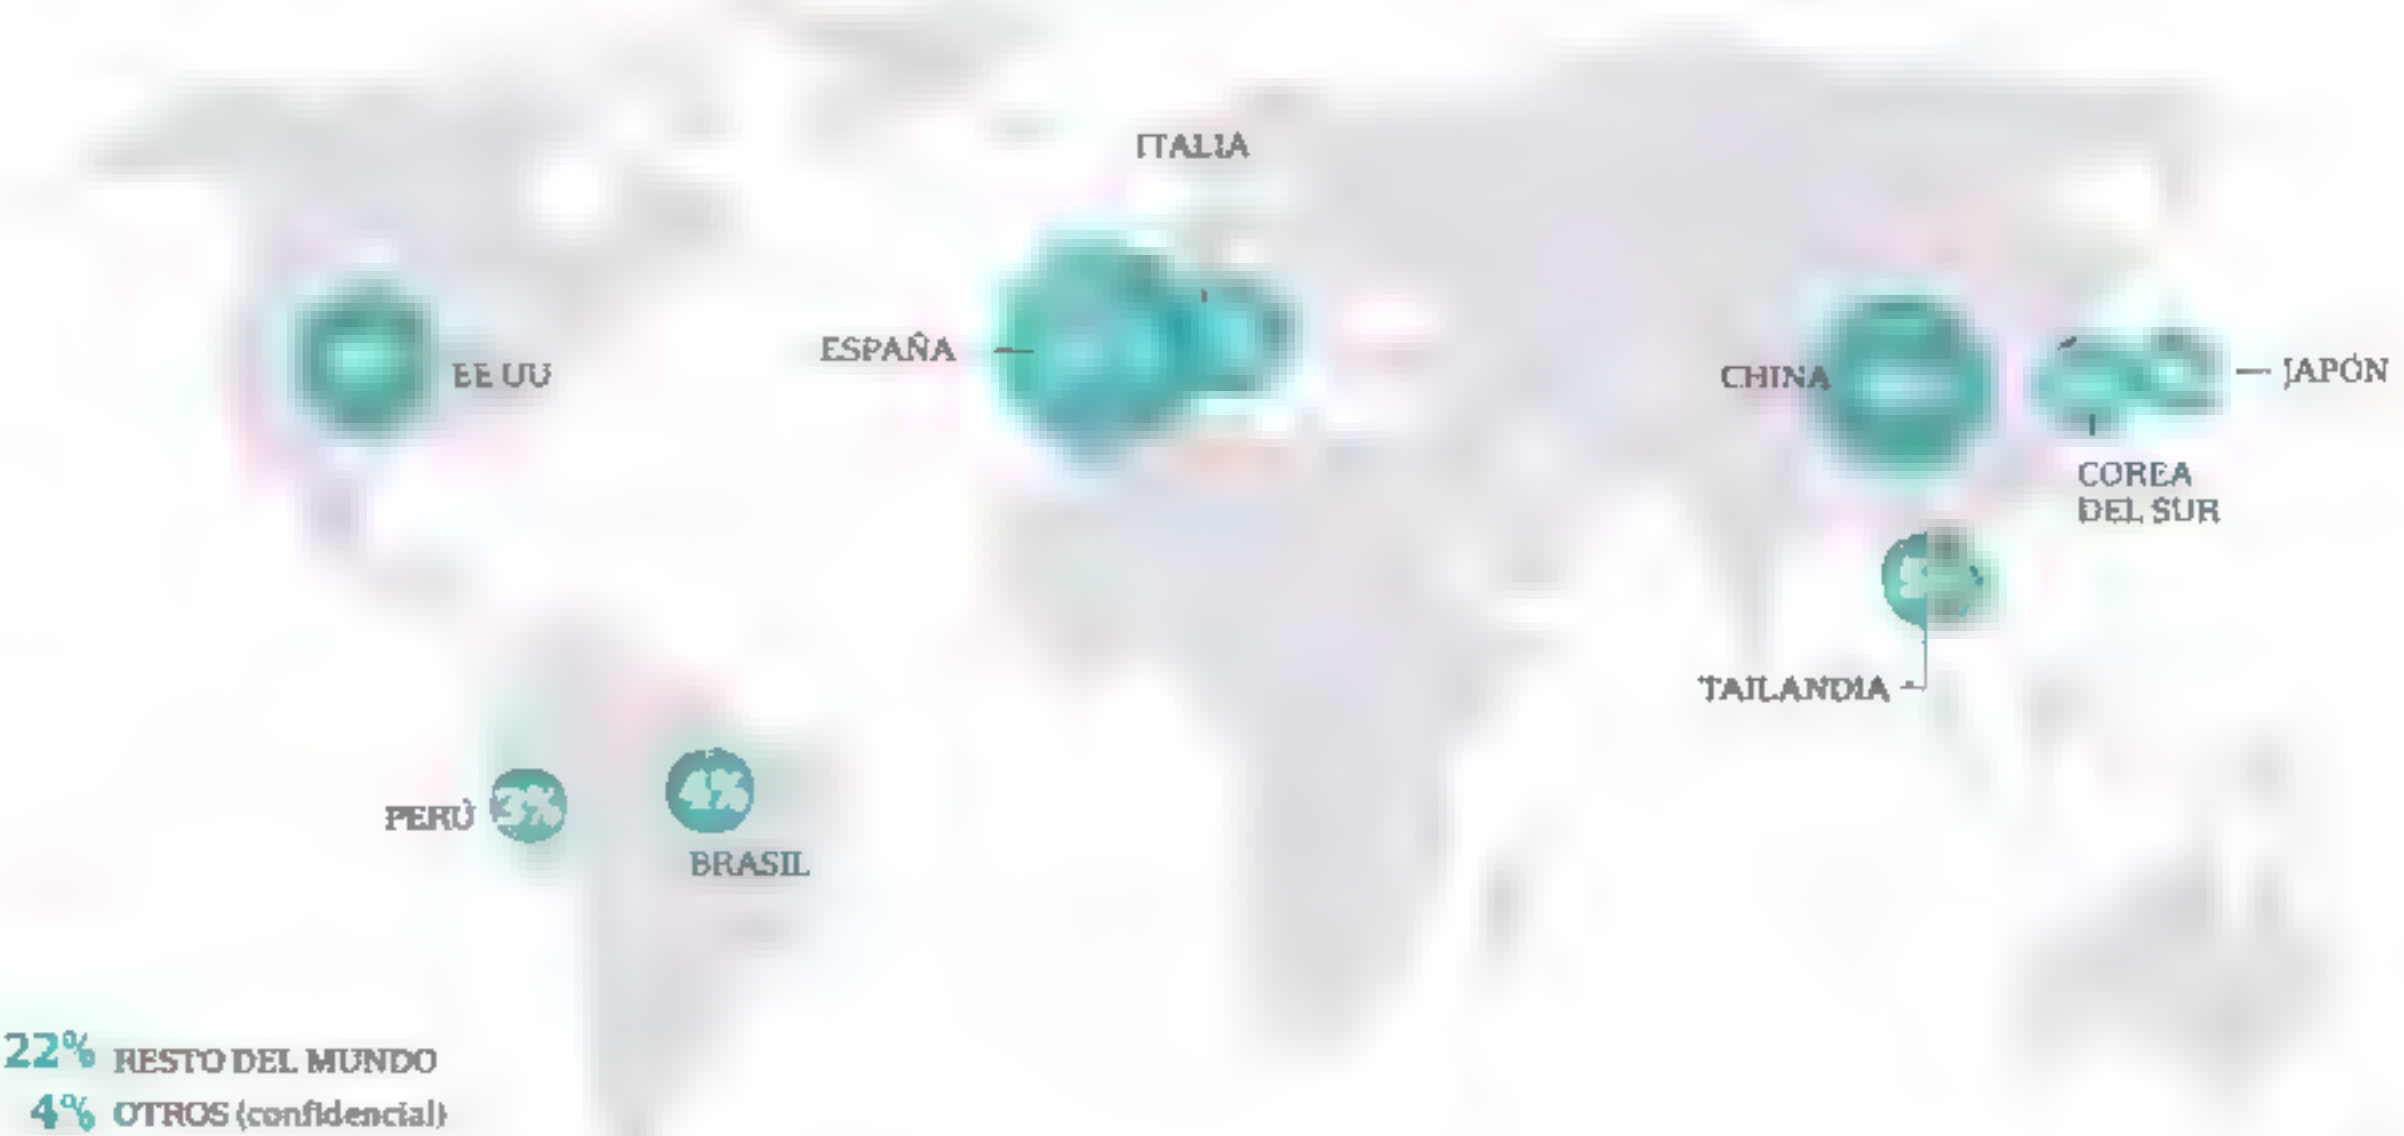 ITALIA
ESPAÑA
EE UU
CHINA
JAPÓN
COREA
DEL SUR
TAILANDIA
PERÚ
3%
4%
BRASIL
22% RESTO DEL MUNDO
4% OTROS (confidencial)